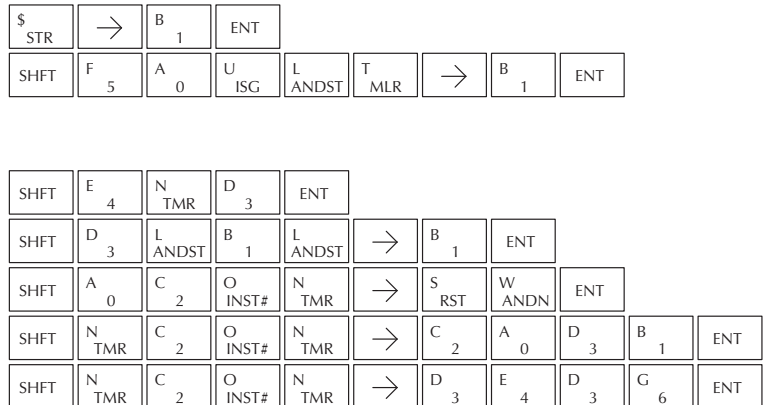 $ STR → B 1 ENT
SHFT F 5 A 0 U ISG L ANDST T MLR → B 1 ENT
SHFT E 4 N TMR D 3 ENT
SHFT D 3 L ANDST B 1 L ANDST → B 1 ENT
SHFT A 0 C 2 O INST# N TMR → S RST W ANDN ENT
SHFT N TMR C 2 O INST# N TMR → C 2 A 0 D 3 B 1 ENT
SHFT N TMR C 2 O INST# N TMR → D 3 E 4 D 3 G 6 ENT